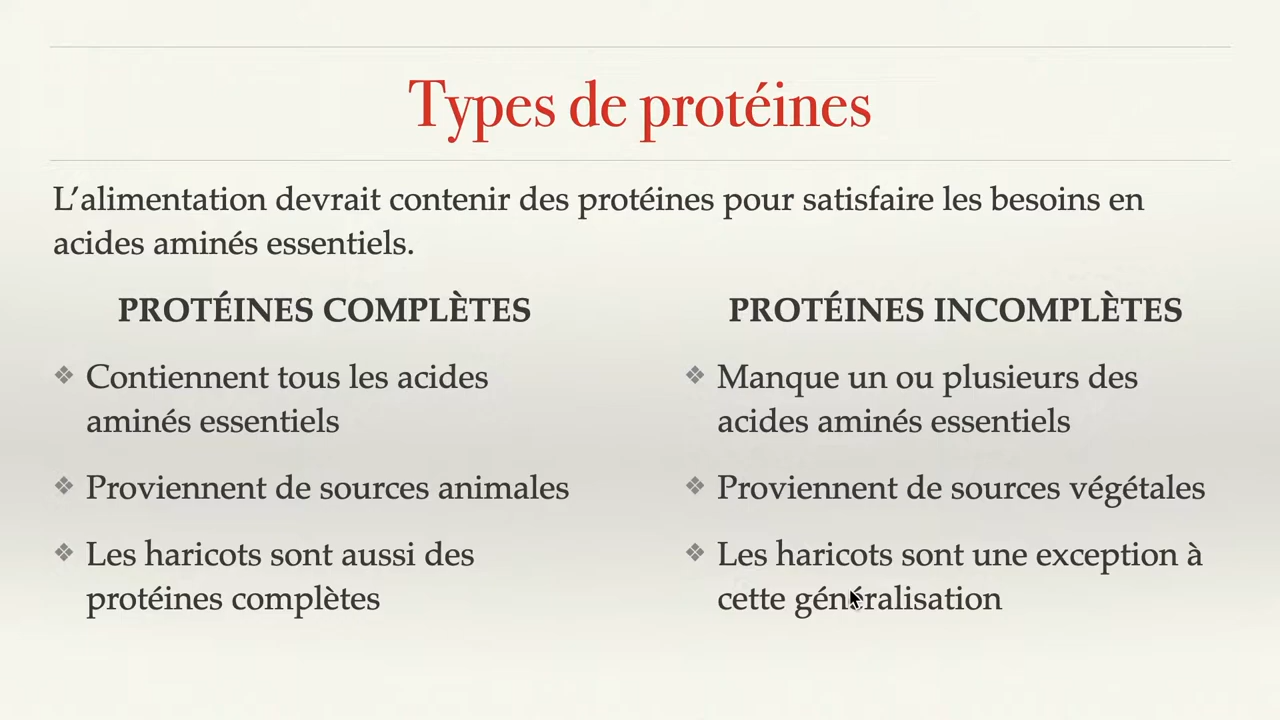 Types de protéines
L’alimentation devrait contenir des protéines pour satisfaire les besoins en
acides aminés essentiels.
PROTÉINES COMPLÈTES
❖ Contiennent tous les acides
aminés essentiels
❖ Proviennent de sources animales
❖ Les haricots sont aussi des
protéines complètes
PROTÉINES INCOMPLÈTES
❖ Manque un ou plusieurs des
acides aminés essentiels
❖ Proviennent de sources végétales
❖ Les haricots sont une exception à
cette généralisation